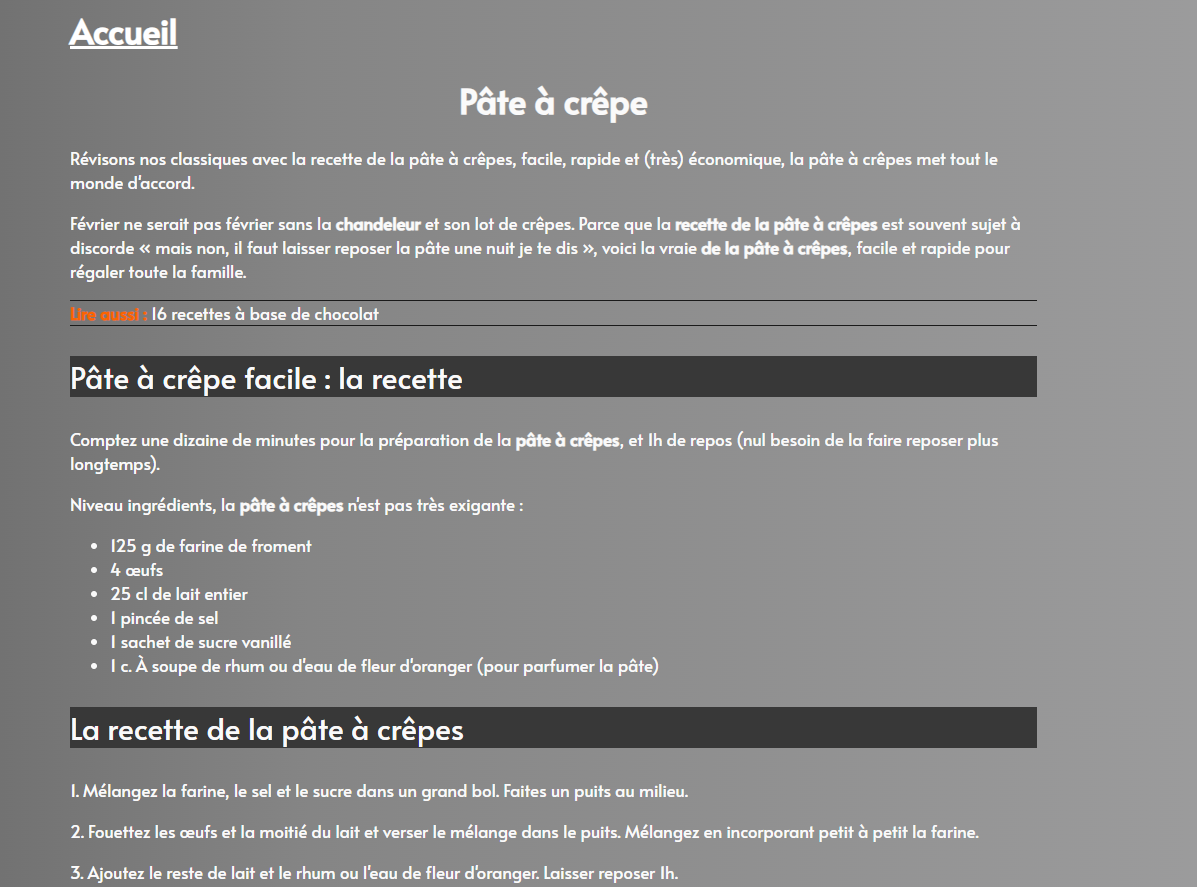 Accueil
Pâte à crêpe
Révisons nos classiques avec la recette de la pâte à crêpes, facile, rapide et (très) économique, la pâte à crêpes met tout le
monde d'accord.
Février ne serait pas février sans la chandeleur et son lot de crêpes. Parce que la recette de la pâte à crêpes est souvent sujet à
discorde « mais non, il faut laisser reposer la pâte une nuit je te dis », voici la vraie de la pâte à crêpes, facile et rapide pour
régaler toute la famille.
Lire aussi : 16 recettes à base de chocolat
Pâte à crêpe facile : la recette
Comptez une dizaine de minutes pour la préparation de la pâte à crêpes, et 1h de repos (nul besoin de la faire reposer plus
longtemps).
Niveau ingrédients, la pâte à crêpes n'est pas très exigante :
• 125 g de farine de froment
• 4 œufs
• 25 cl de lait entier
• 1 pincée de sel
• 1 sachet de sucre vanillé
• 1 c. À soupe de rhum ou d'eau de fleur d'oranger (pour parfumer la pâte)
La recette de la pâte à crêpes
1. Mélangez la farine, le sel et le sucre dans un grand bol. Faites un puits au milieu.
2. Fouettez les œufs et la moitié du lait et verser le mélange dans le puits. Mélangez en incorporant petit à petit la farine.
3. Ajoutez le reste de lait et le rhum ou l'eau de fleur d'oranger. Laisser reposer 1h.